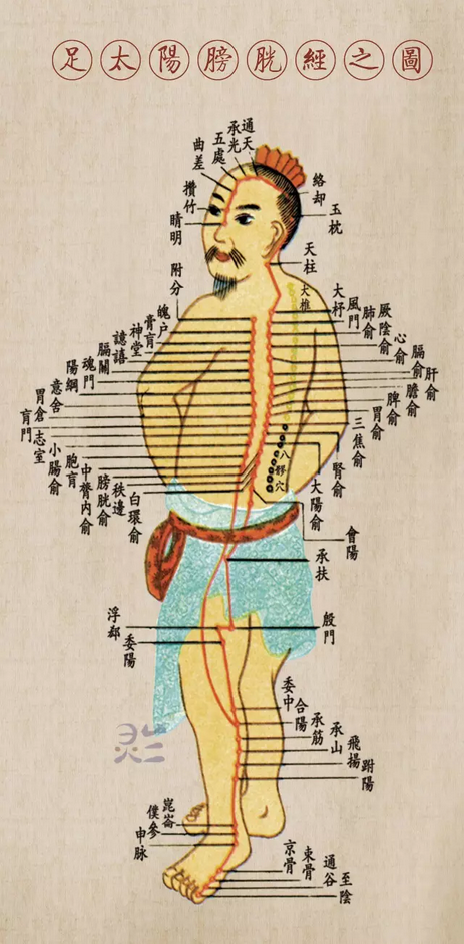 足太陽膀胱經之圖
通天
承光
五處
曲差
攢竹
睛明
絡却
玉枕
天柱
附分
大椎
大杼
風門
肺俞
厥陰俞
心俞
膈俞
肝俞
膽俞
脾俞
胃俞
三焦俞
腎俞
大陽俞
八髎穴
會陽
魄户
膏肓
神堂
譩譆
膈關
魂門
陽綱
意舍
胃倉
肓門
志室
小腸俞
胞肓
中膂内俞
膀胱俞
秩邊
白環俞
承扶
浮郄
委陽
殷門
委中
合陽
承筋
承山
飛揚
跗陽
崑崙
僕參
申脉
京骨
束骨
通谷
至陰